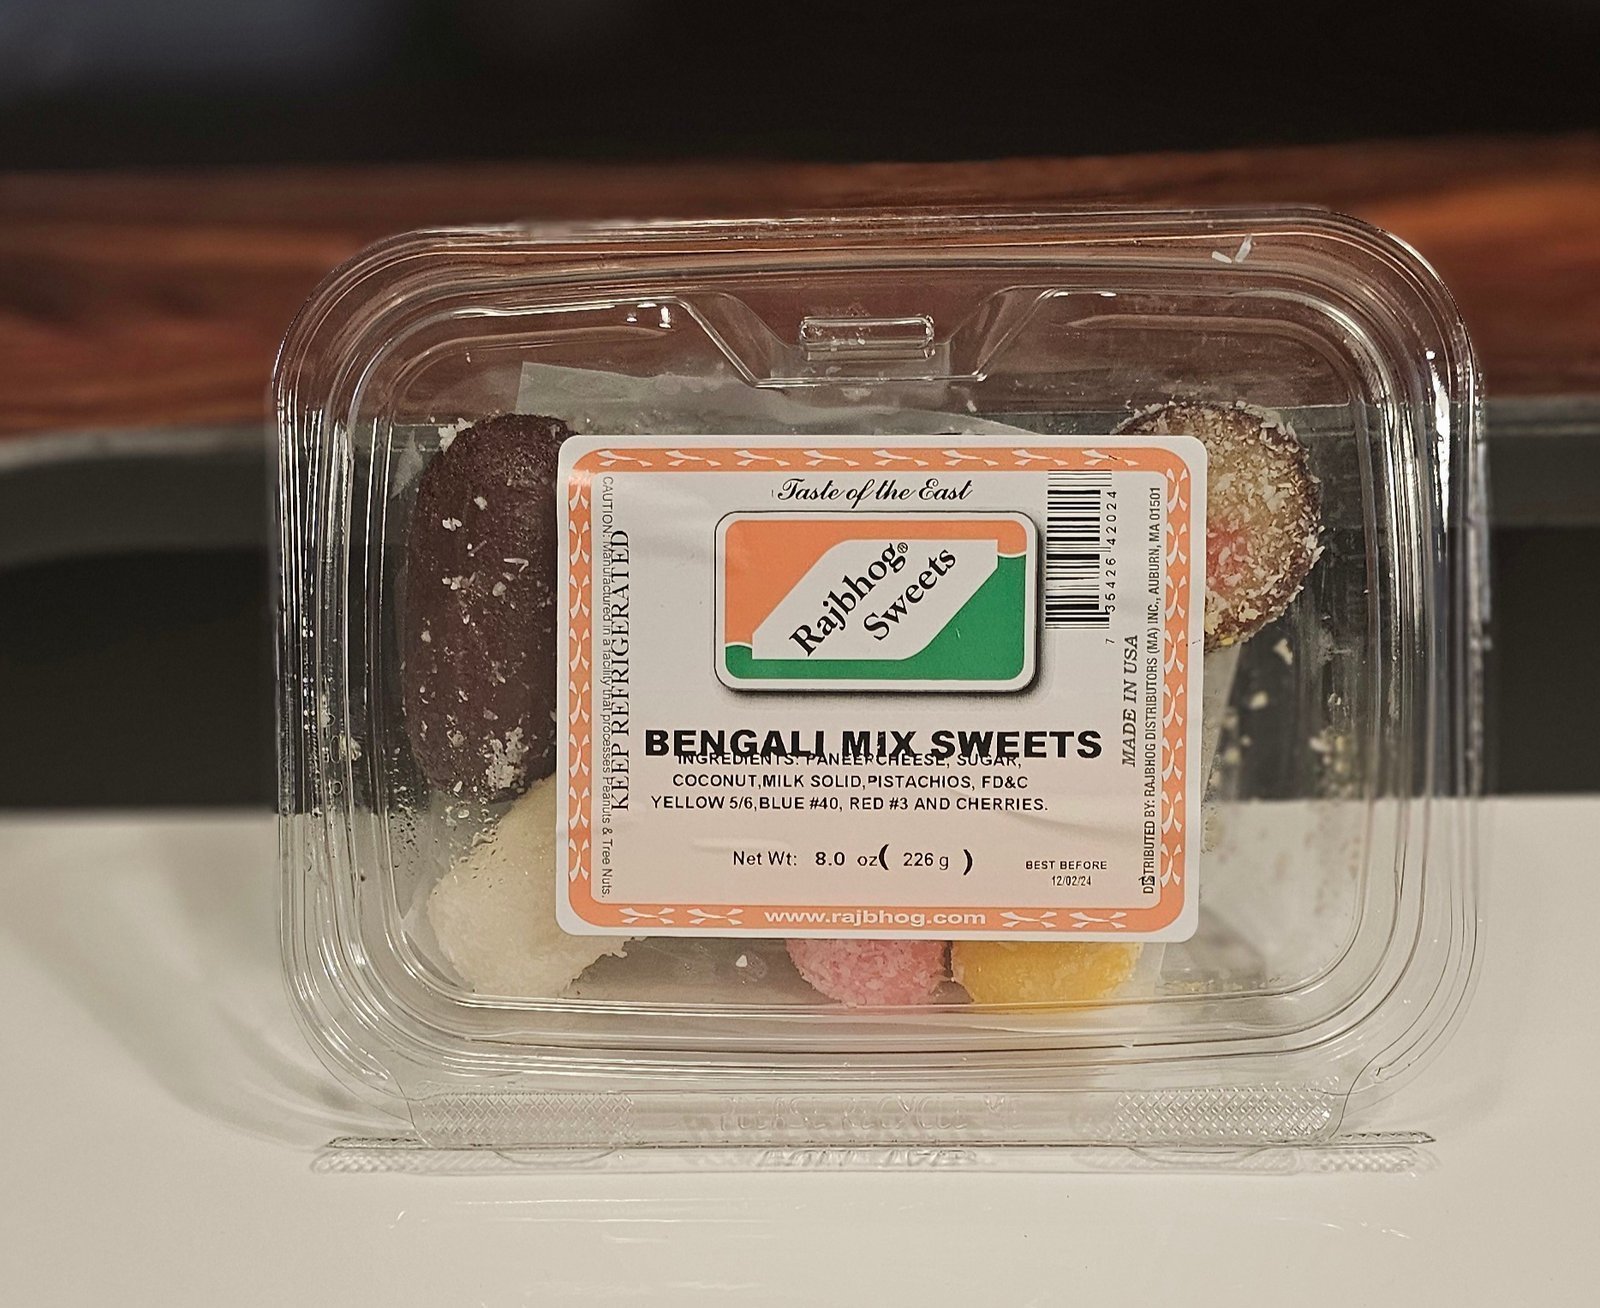 Taste of the East
Rajbhog®
Sweets
BENGALI MIX SWEETS
INGREDIENTS: PANEER CHEESE, SUGAR,
COCONUT,MILK SOLID,PISTACHIOS, FD&C
YELLOW 5/6,BLUE #40, RED #3 AND CHERRIES.
Net Wt: 8.0 oz( 226 g )
BEST BEFORE
12/02/24
www.rajbhog.com
CAUTION: Manufactured in a facility that processes Peanuts & Tree Nuts.
KEEP REFRIGERATED
7 35426 42024
MADE IN USA
DISTRIBUTED BY: RAJBHOG DISTRIBUTORS (MA) INC., AUBURN, MA 01501
PLEASE RECYCLE ME